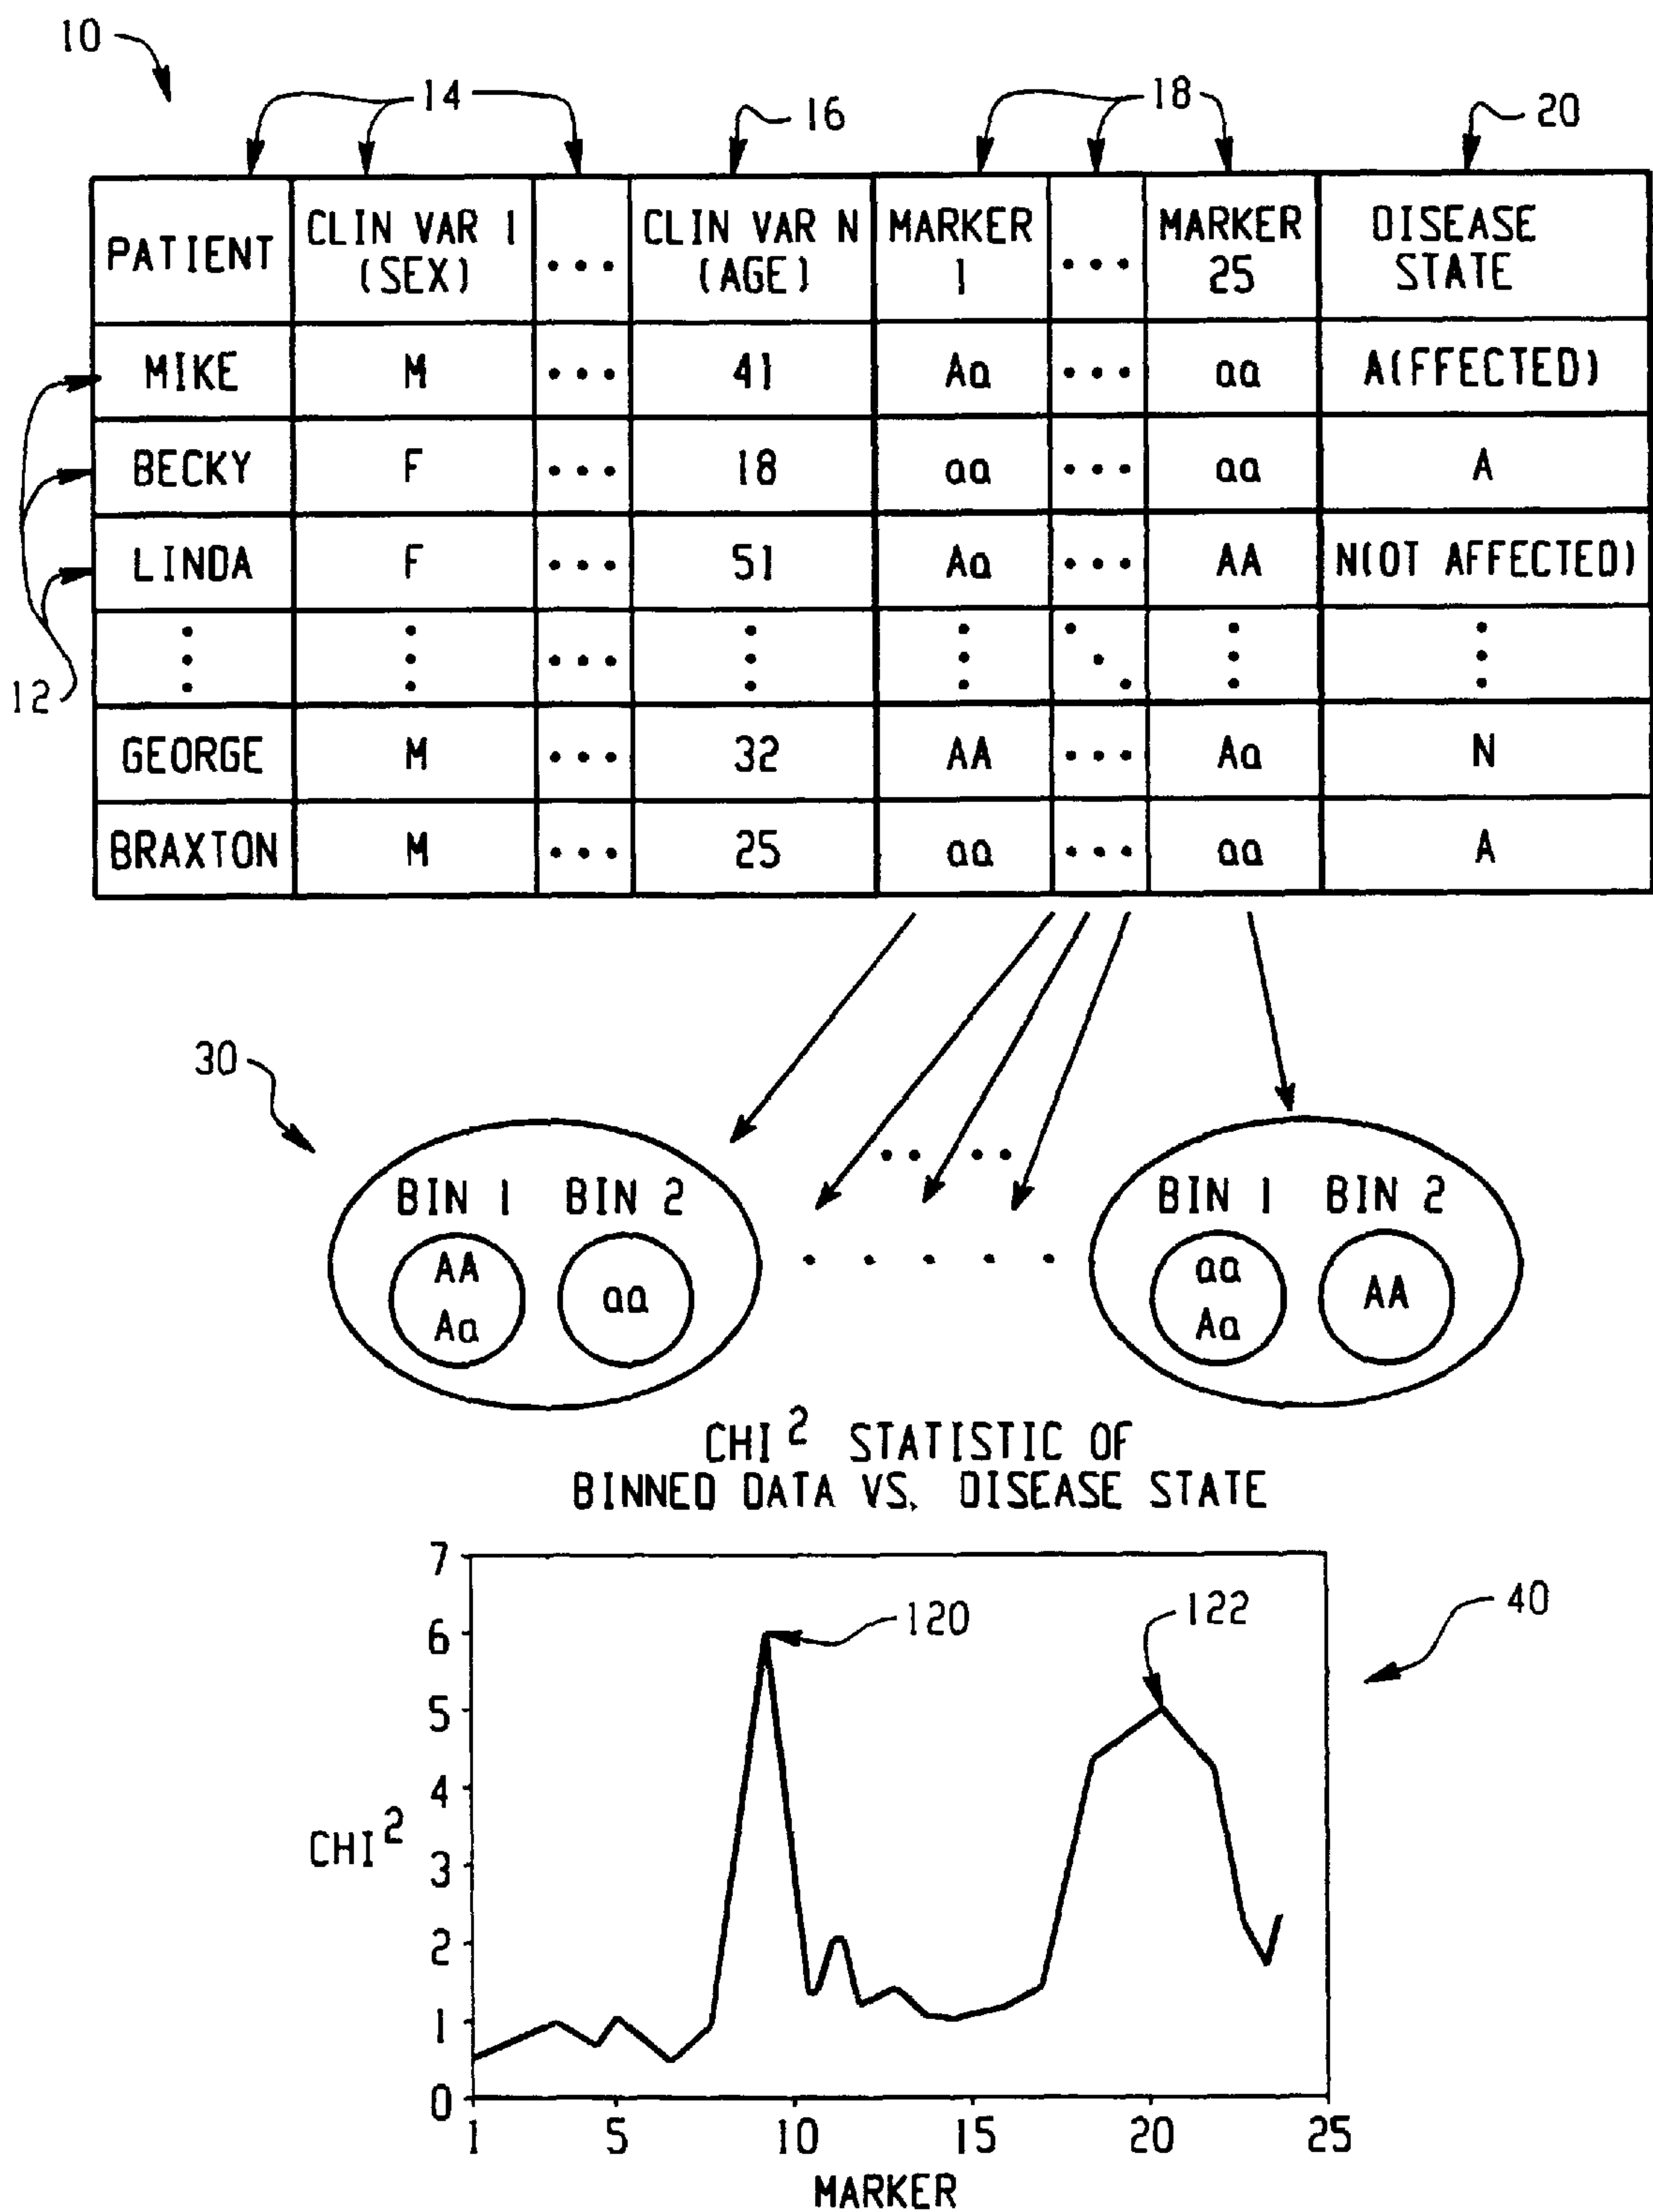 10
14
16
18
20
PATIENT CLIN VAR 1 (SEX) ... CLIN VAR N (AGE) MARKER 1 ... MARKER 25 DISEASE STATE
MIKE M ... 41 Aa ... aa A(FFECTED)
BECKY F ... 18 aa ... aa A
LINDA F ... 51 Aa ... AA N(OT AFFECTED)
12
GEORGE M ... 32 AA ... Aa N
BRAXTON M ... 25 aa ... aa A
30
BIN 1 BIN 2 BIN 1 BIN 2
AA aa aa AA
Aa Aa
CHI² STATISTIC OF
BINNED DATA VS. DISEASE STATE
7
6
5
4
3
2
1
0
CHI²
120
122
40
1 5 10 15 20 25
MARKER